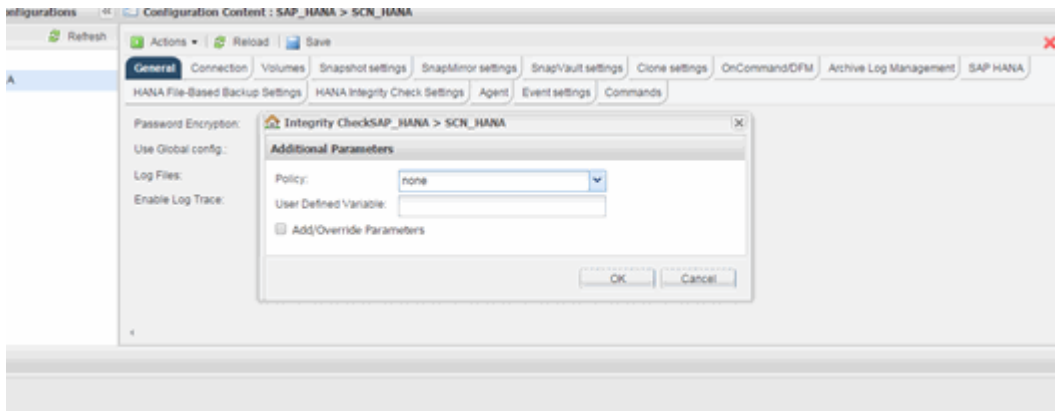 Configuration Content : SAP_HANA > SCN_HANA
Refresh
Actions
Reload
Save
General
Connection
Volumes
Snapshot settings
SnapMirror settings
SnapVault settings
Clone settings
OnCommand/DFM
Archive Log Management
SAP HANA
HANA File-Based Backup Settings
HANA Integrity Check Settings
Agent
Event settings
Commands
Password Encryption:
Use Global config.:
Log Files:
Enable Log Trace:
Integrity CheckSAP_HANA > SCN_HANA
Additional Parameters
Policy:
none
User Defined Variable:
Add/Override Parameters
OK
Cancel